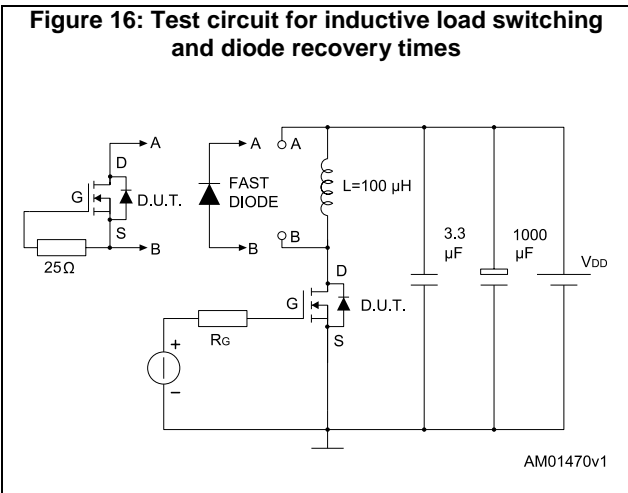 Figure 16: Test circuit for inductive load switching
and diode recovery times
A
D
G
D.U.T.
S
B
25Ω
A
FAST
DIODE
B
A
L=100 µH
B
D
G
D.U.T.
S
RG
+
–
3.3
µF
1000
µF
VDD
AM01470v1